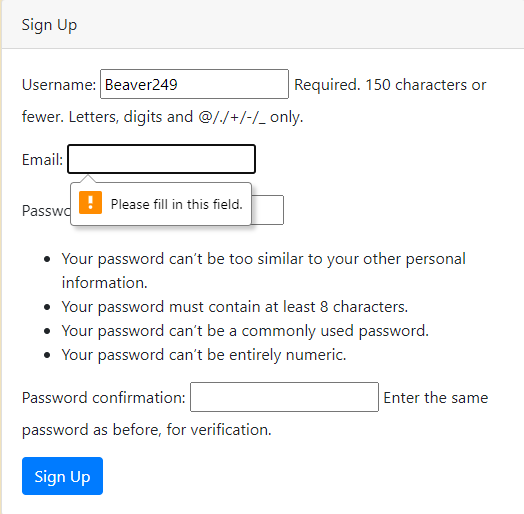 Sign Up
Username: Beaver249 Required. 150 characters or
fewer. Letters, digits and @/./+/-/_ only.
Email:
Please fill in this field.
• Your password can't be too similar to your other personal
information.
• Your password must contain at least 8 characters.
• Your password can't be a commonly used password.
• Your password can't be entirely numeric.
Password confirmation: Enter the same
password as before, for verification.
Sign Up